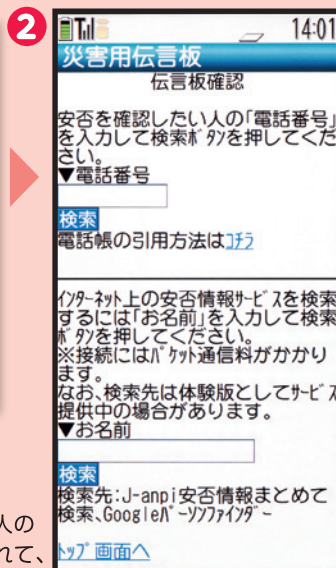 2
14:01
災害用伝言板
伝言板確認
安否を確認したい人の「電話番号」
を入力して検索ﾎﾞﾀﾝを押してくだ
さい。
▼電話番号
検索
電話帳の引用方法はｺﾁﾗ
ｲﾝﾀｰﾈｯﾄ上の安否情報ｻｰﾋﾞｽを検索
するには「お名前」を入力して検索
ﾎﾞﾀﾝを押してください。
※接続にはﾊﾟｹｯﾄ通信料がかかり
ます。
なお、検索先は体験版としてｻｰﾋﾞｽ
提供中の場合があります。
▼お名前
検索
検索先:J-anpi安否情報まとめて
検索、Googleﾊﾟｰｿﾝﾌｧｲﾝﾀﾞｰ
ﾄｯﾌﾟ画面へ
人の
れて、